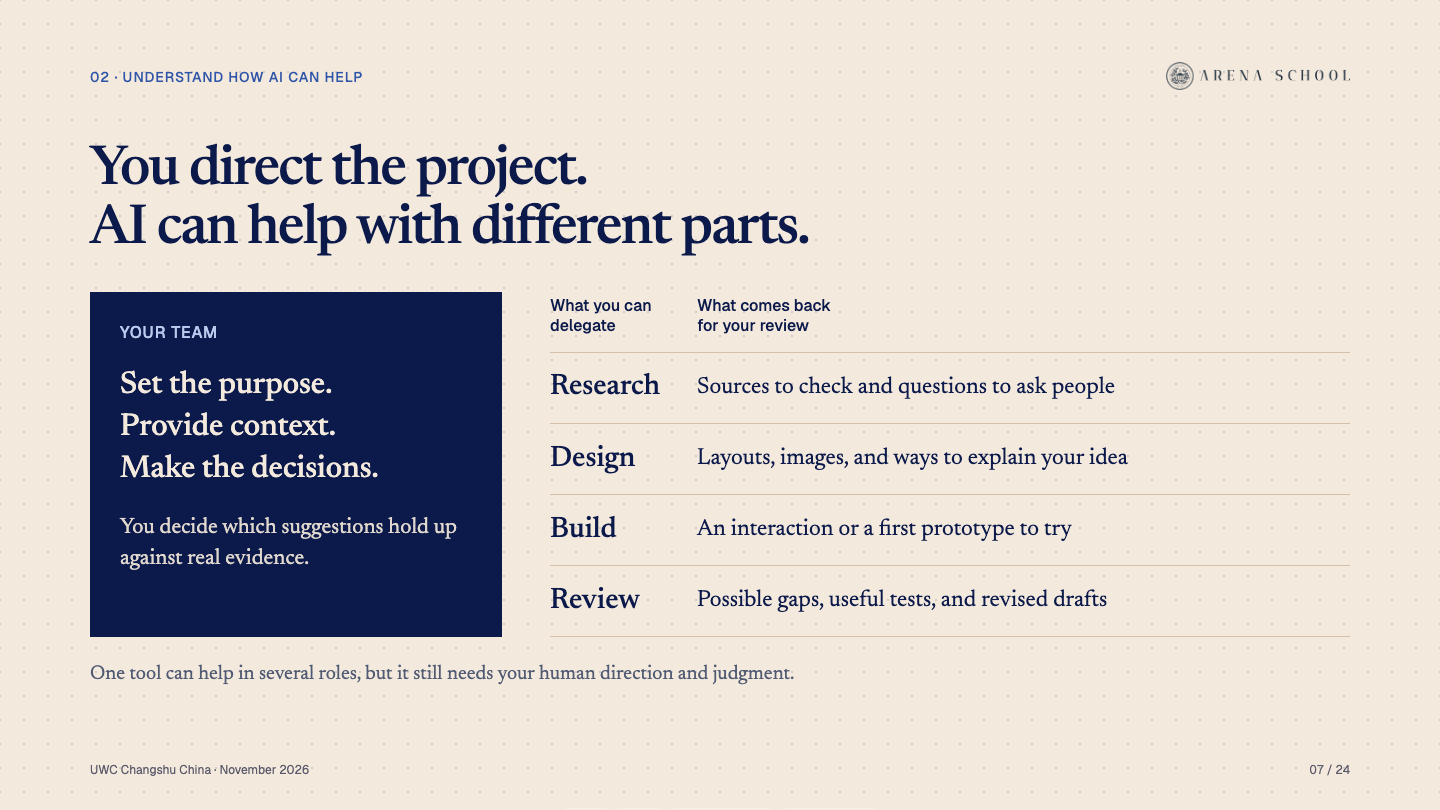 02 · UNDERSTAND HOW AI CAN HELP
ARENA SCHOOL
You direct the project.
AI can help with different parts.
YOUR TEAM
Set the purpose.
Provide context.
Make the decisions.
You decide which suggestions hold up
against real evidence.
What you can
delegate
What comes back
for your review
Research
Sources to check and questions to ask people
Design
Layouts, images, and ways to explain your idea
Build
An interaction or a first prototype to try
Review
Possible gaps, useful tests, and revised drafts
One tool can help in several roles, but it still needs your human direction and judgment.
UWC Changshu China · November 2026
07 / 24